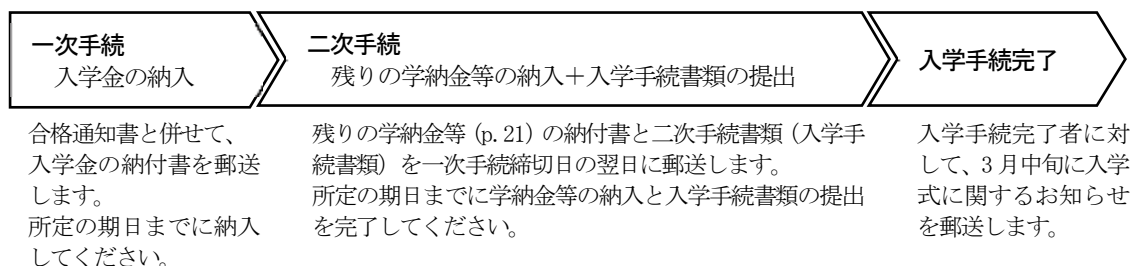 一次手続
入学金の納入
二次手続
残りの学納金等の納入＋入学手続書類の提出
入学手続完了
合格通知書と併せて、
入学金の納付書を郵送
します。
所定の期日までに納入
してください。
残りの学納金等（p.21）の納付書と二次手続書類（入学手
続書類）を一次手続締切日の翌日に郵送します。
所定の期日までに学納金等の納入と入学手続書類の提出
を完了してください。
入学手続完了者に対
して、3月中旬に入学
式に関するお知らせ
を郵送します。